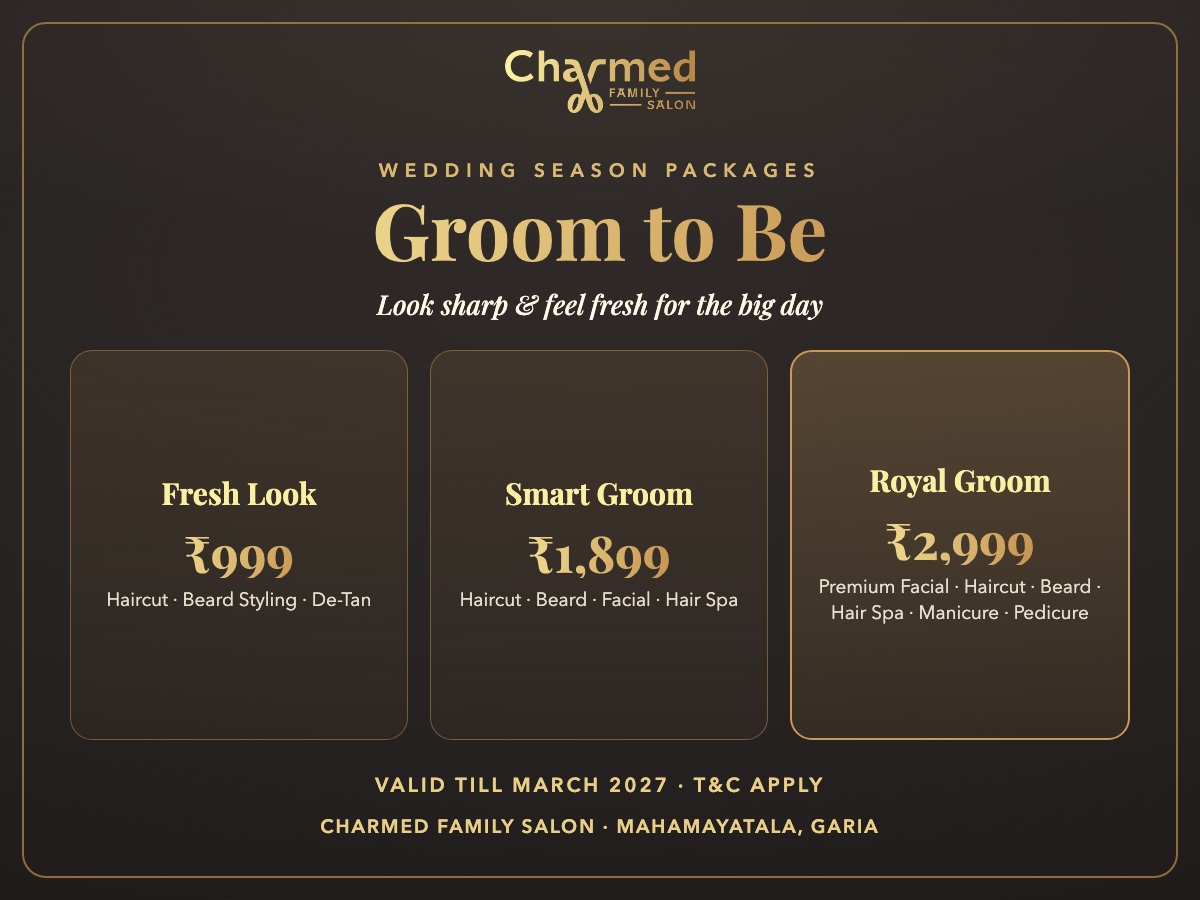 Charmed
FAMILY
SALON
WEDDING SEASON PACKAGES
Groom to Be
Look sharp & feel fresh for the big day
Fresh Look
₹999
Haircut · Beard Styling · De-Tan
Smart Groom
₹1,899
Haircut · Beard · Facial · Hair Spa
Royal Groom
₹2,999
Premium Facial · Haircut · Beard ·
Hair Spa · Manicure · Pedicure
VALID TILL MARCH 2027 · T&C APPLY
CHARMED FAMILY SALON · MAHAMAYATALA, GARIA